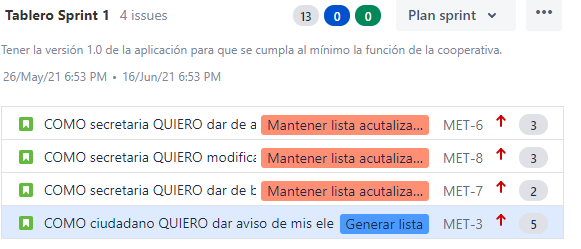 Tablero Sprint 1 4 issues 13 0 0 Plan sprint
Tener la versión 1.0 de la aplicación para que se cumpla al mínimo la función de la cooperativa.
26/May/21 6:53 PM • 16/Jun/21 6:53 PM
COMO secretaria QUIERO dar de a Mantener lista acutaliza... MET-6 3
COMO secretaria QUIERO modifica Mantener lista acutaliza... MET-8 3
COMO secretaria QUIERO dar de b Mantener lista acutaliza... MET-7 2
COMO ciudadano QUIERO dar aviso de mis ele Generar lista MET-3 5